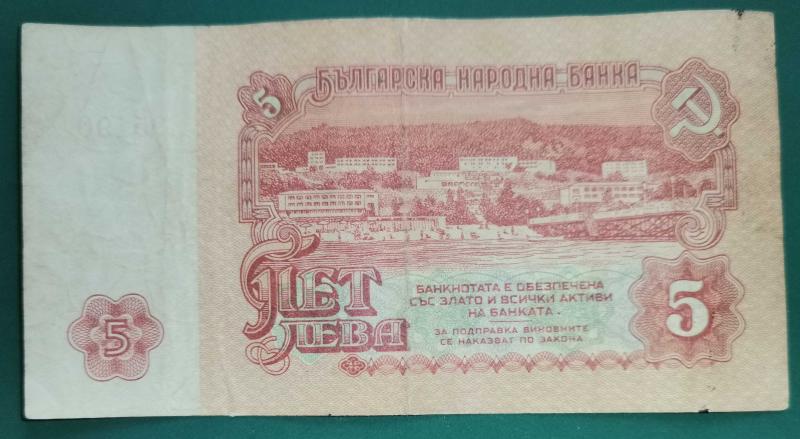 5
БЪЛГАРСКА НАРОДНА БАНКА
ПЕТ
ЛЕВА
БАНКНОТАТА Е ОБЕЗПЕЧЕНА
СЪС ЗЛАТО И ВСИЧКИ АКТИВИ
НА БАНКАТА.
ЗА ПОДПРАВКА ВИНОВНИТЕ
СЕ НАКАЗВАТ ПО ЗАКОНА
5
5